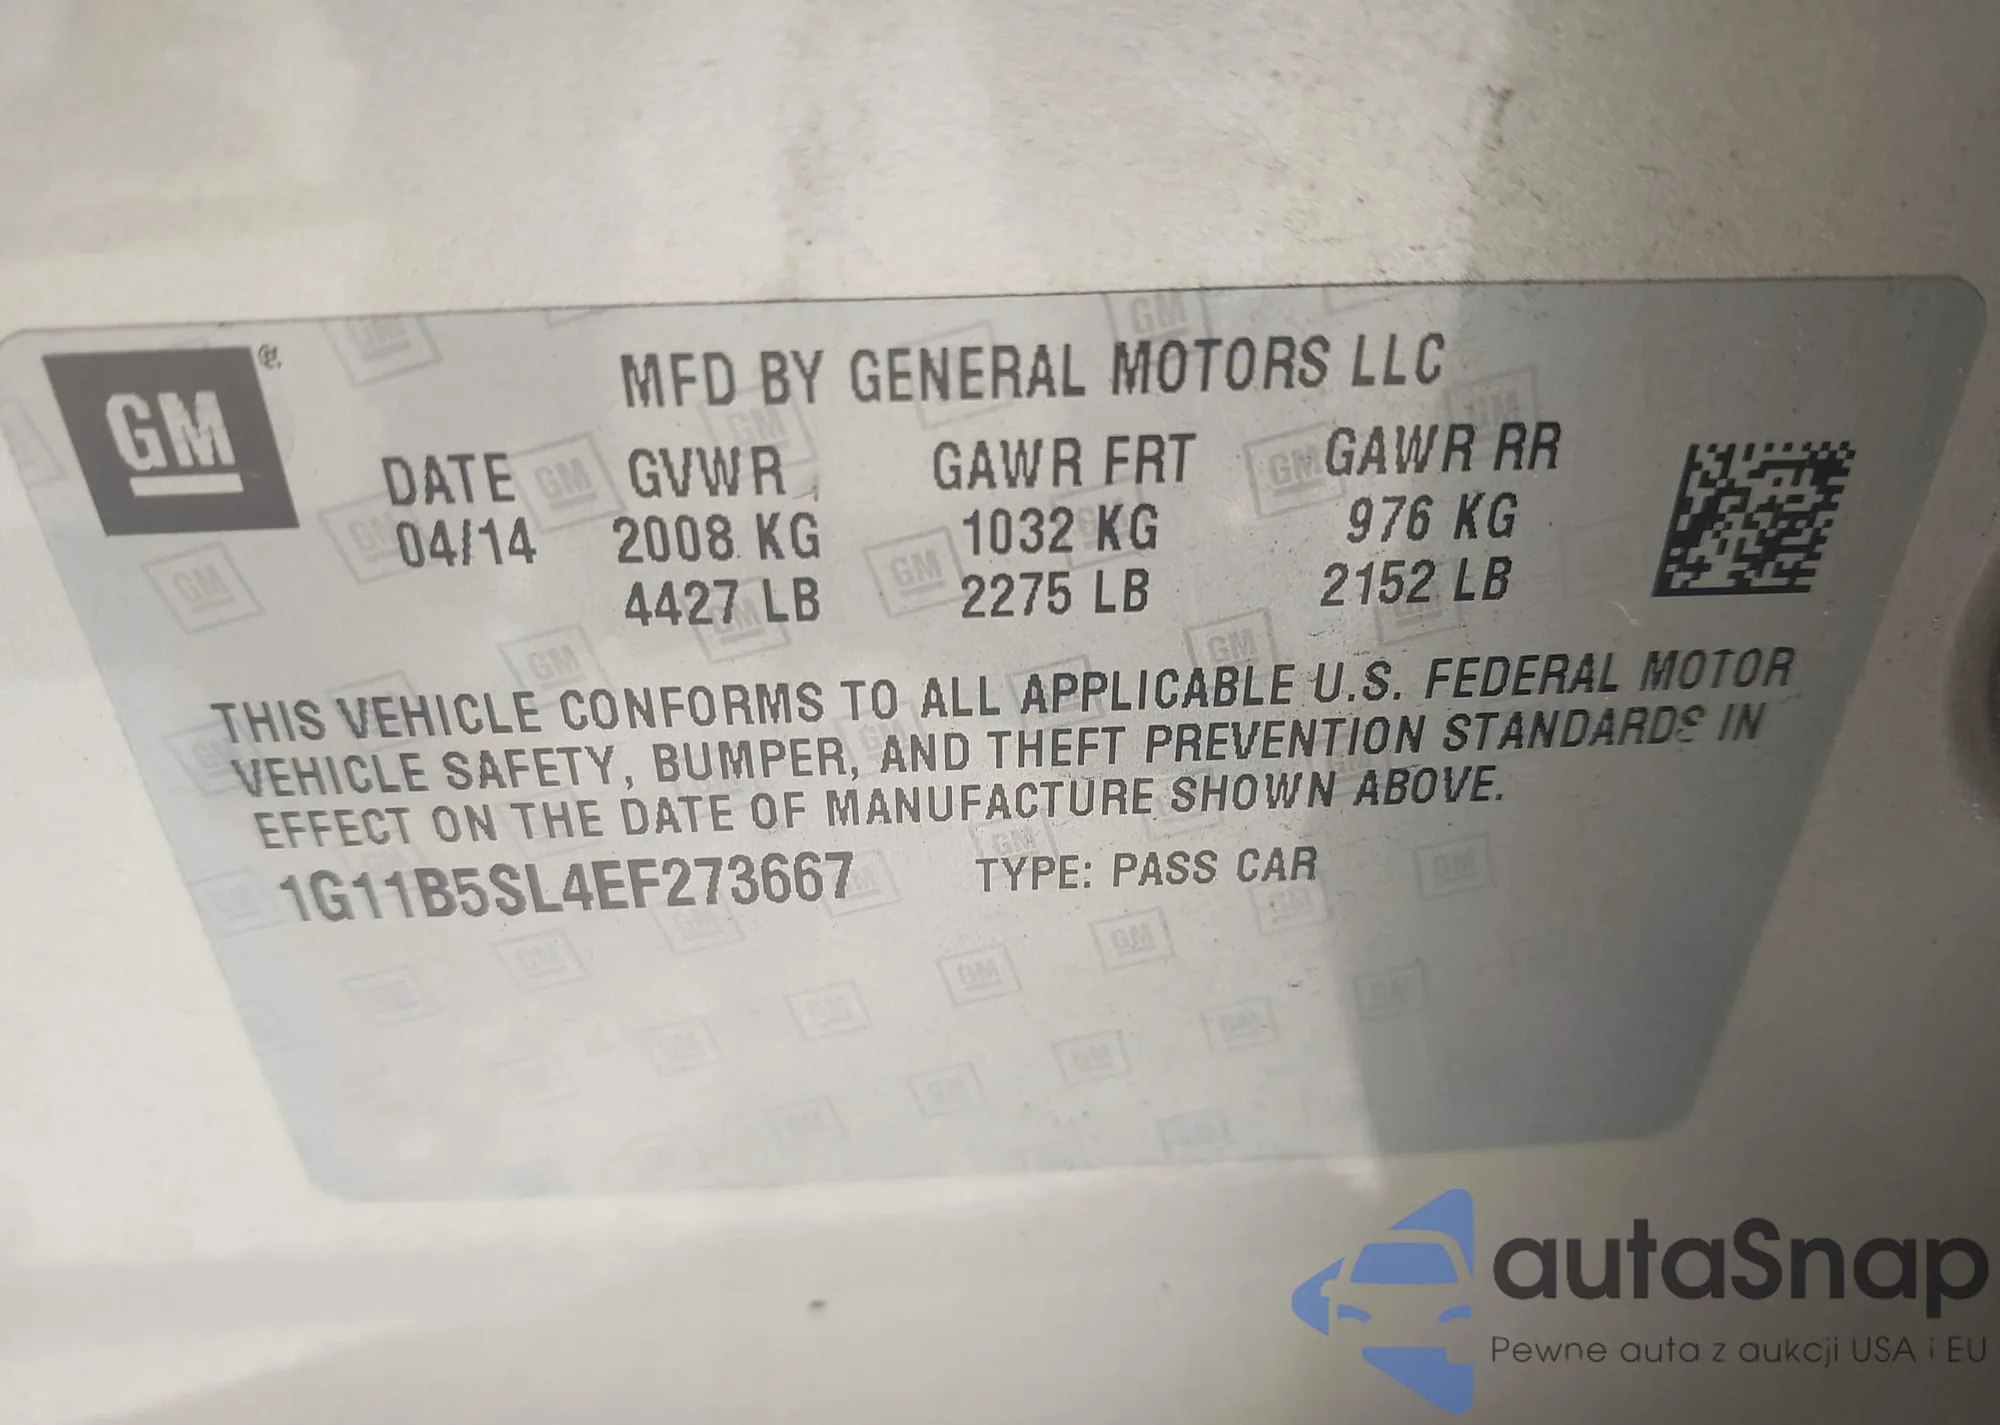 GM
MFD BY GENERAL MOTORS LLC
DATE GVWR GAWR FRT GAWR RR
04/14 2008 KG 1032 KG 976 KG
4427 LB 2275 LB 2152 LB
THIS VEHICLE CONFORMS TO ALL APPLICABLE U.S. FEDERAL MOTOR
VEHICLE SAFETY, BUMPER, AND THEFT PREVENTION STANDARDS IN
EFFECT ON THE DATE OF MANUFACTURE SHOWN ABOVE.
1G11B5SL4EF273667 TYPE: PASS CAR
autaSnap
Pewne auta z aukcji USA i EU